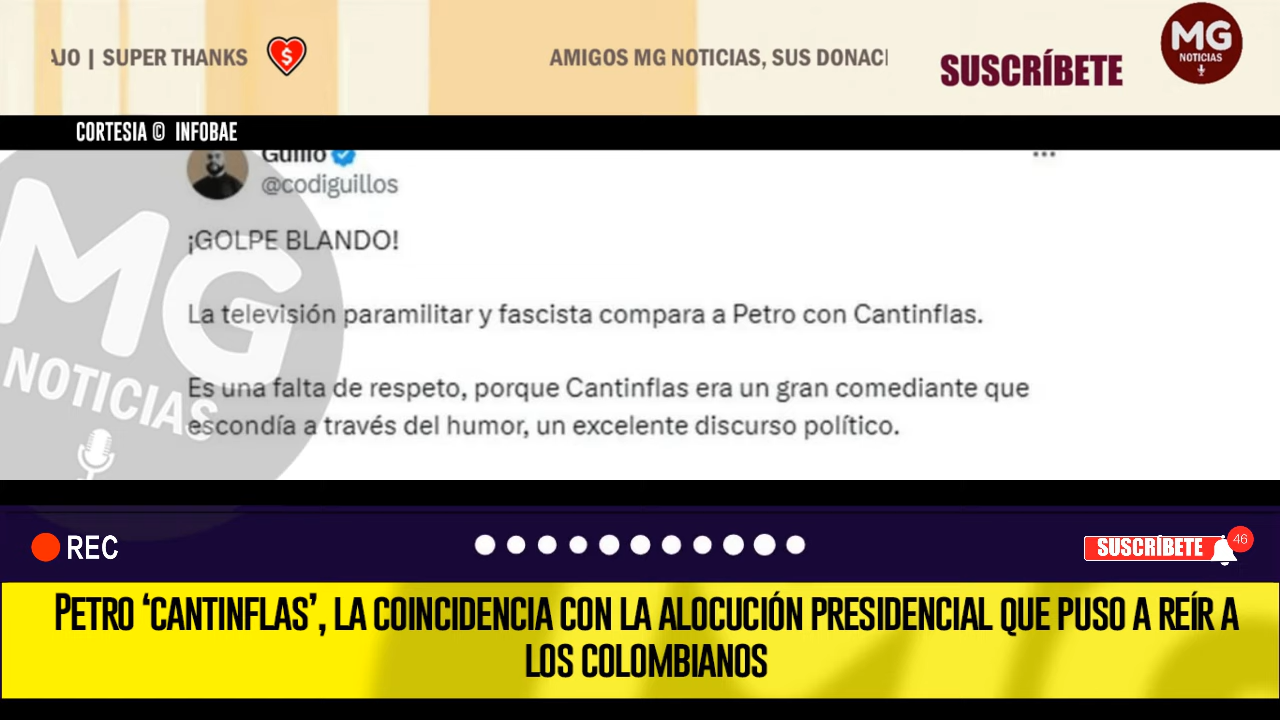 JO | SUPER THANKS
AMIGOS MG NOTICIAS, SUS DONACI
SUSCRÍBETE
MG
NOTICIAS
CORTESIA © INFOBAE
Guillo
@codiguillos
¡GOLPE BLANDO!
La televisión paramilitar y fascista compara a Petro con Cantinflas.
Es una falta de respeto, porque Cantinflas era un gran comediante que
escondía a través del humor, un excelente discurso político.
MG
NOTICIAS
REC
SUSCRÍBETE
46
PETRO ‘CANTINFLAS’, LA COINCIDENCIA CON LA ALOCUCIÓN PRESIDENCIAL QUE PUSO A REÍR A
LOS COLOMBIANOS